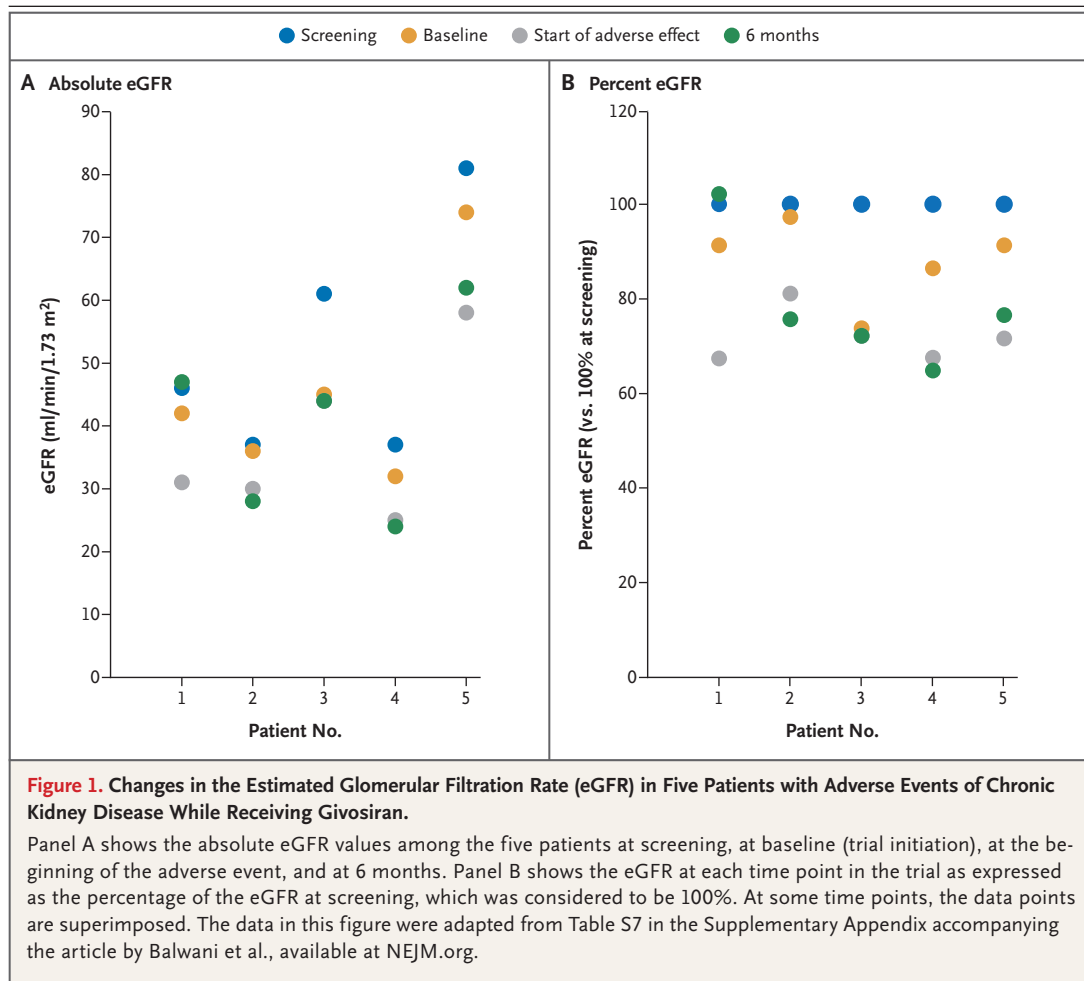 Screening Baseline Start of adverse effect 6 months
A Absolute eGFR
90
80
70
60
50
40
30
20
10
0
eGFR (ml/min/1.73 m²)
1 2 3 4 5
Patient No.
B Percent eGFR
120
100
80
60
40
20
0
Percent eGFR (vs. 100% at screening)
1 2 3 4 5
Patient No.
Figure 1. Changes in the Estimated Glomerular Filtration Rate (eGFR) in Five Patients with Adverse Events of Chronic
Kidney Disease While Receiving Givosiran.
Panel A shows the absolute eGFR values among the five patients at screening, at baseline (trial initiation), at the be-
ginning of the adverse event, and at 6 months. Panel B shows the eGFR at each time point in the trial as expressed
as the percentage of the eGFR at screening, which was considered to be 100%. At some time points, the data points
are superimposed. The data in this figure were adapted from Table S7 in the Supplementary Appendix accompanying
the article by Balwani et al., available at NEJM.org.